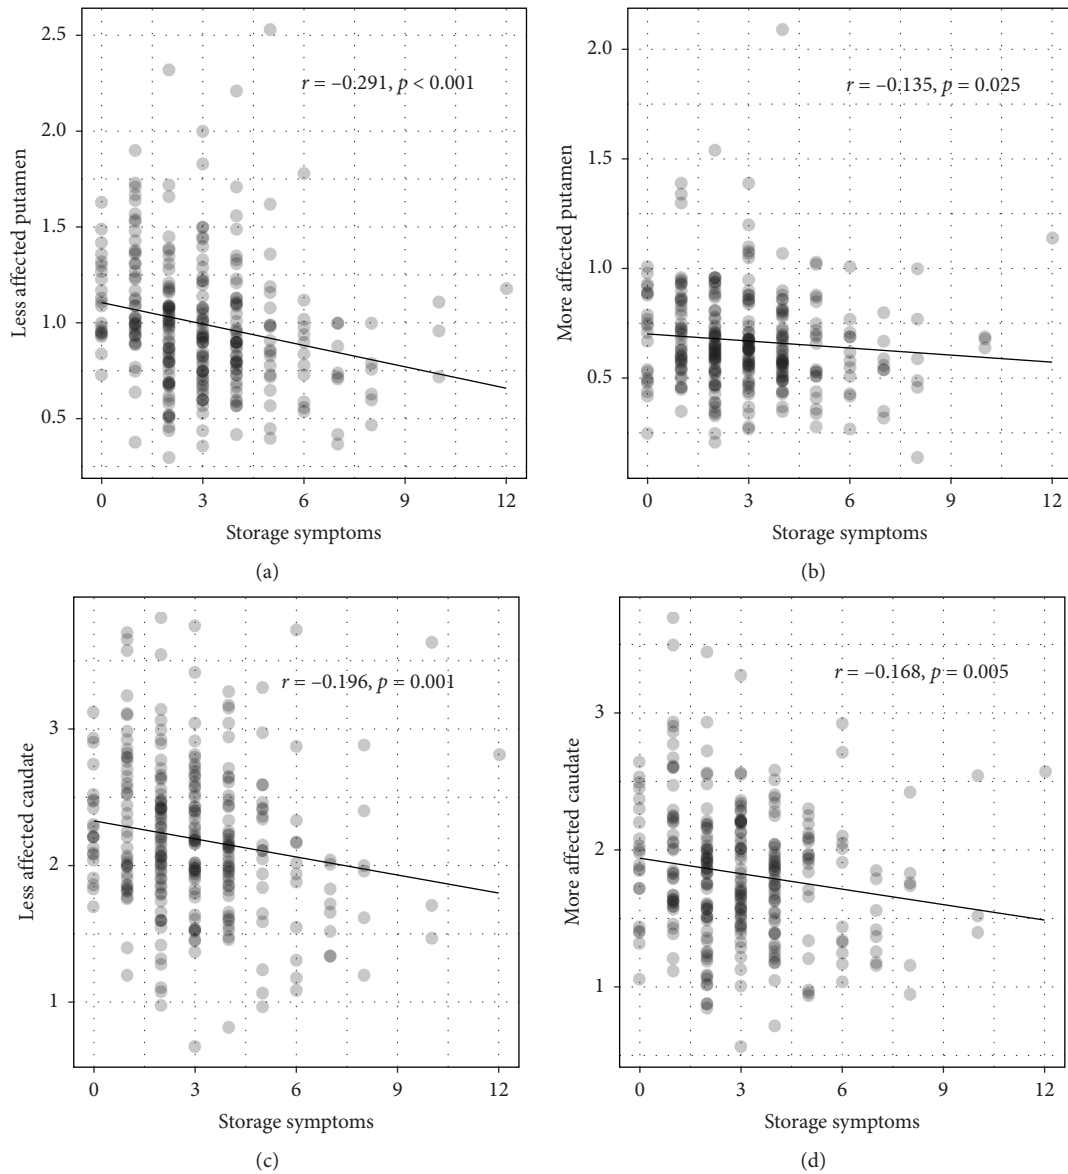 2.5
2.0
1.5
1.0
0.5
Less affected putamen
r = –0.291, p < 0.001
0 3 6 9 12
Storage symptoms
(a)
2.0
1.5
1.0
0.5
More affected putamen
r = –0.135, p = 0.025
0 3 6 9 12
Storage symptoms
(b)
3
2
1
Less affected caudate
r = –0.196, p = 0.001
0 3 6 9 12
Storage symptoms
(c)
3
2
1
More affected caudate
r = –0.168, p = 0.005
0 3 6 9 12
Storage symptoms
(d)